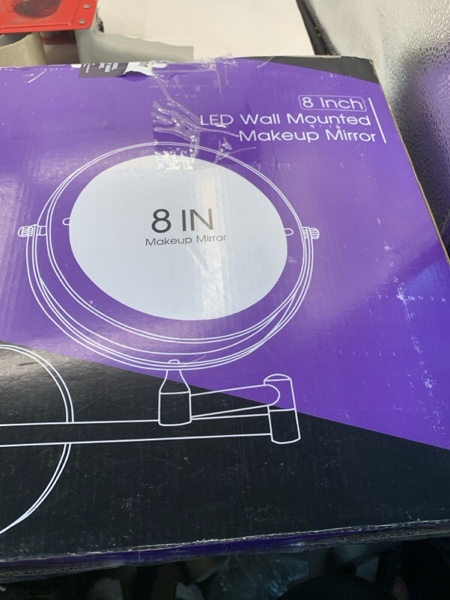 8 Inch
LED Wall Mounted
Makeup Mirror
8 IN
Makeup Mirror